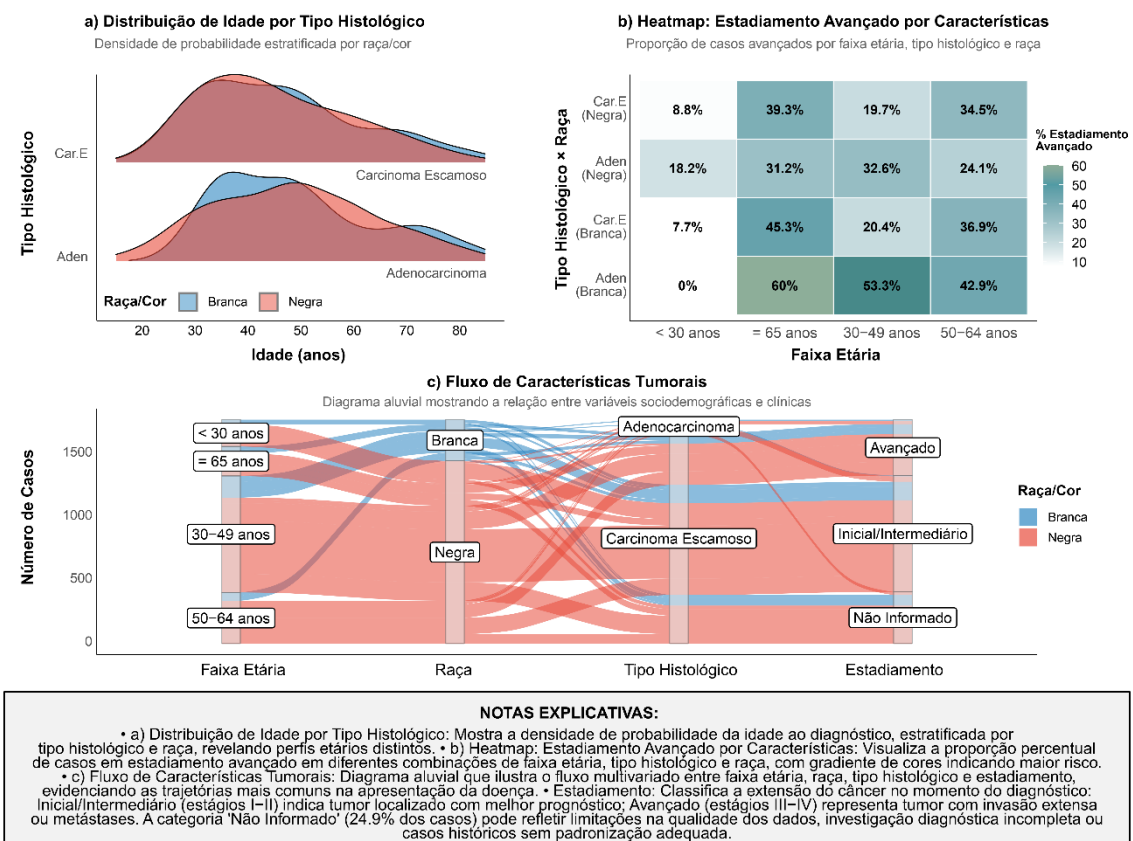 a) Distribuição de Idade por Tipo Histológico
Densidade de probabilidade estratificada por raça/cor
Tipo Histológico
Car.E
Carcinoma Escamoso
Aden
Adenocarcinoma
Raça/Cor Branca Negra
20 30 40 50 60 70 80
Idade (anos)
b) Heatmap: Estadiamento Avançado por Características
Proporção de casos avançados por faixa etária, tipo histológico e raça
Tipo Histológico × Raça
Car.E
(Negra)
8.8% 39.3% 19.7% 34.5%
Aden
(Negra)
18.2% 31.2% 32.6% 24.1%
Car.E
(Branca)
7.7% 45.3% 20.4% 36.9%
Aden
(Branca)
0% 60% 53.3% 42.9%
< 30 anos = 65 anos 30−49 anos 50−64 anos
Faixa Etária
% Estadiamento
Avançado
60
50
40
30
20
10
c) Fluxo de Características Tumorais
Diagrama aluvial mostrando a relação entre variáveis sociodemográficas e clínicas
Número de Casos
1500
1000
500
0
< 30 anos
= 65 anos
30−49 anos
50−64 anos
Branca
Negra
Adenocarcinoma
Carcinoma Escamoso
Avançado
Inicial/Intermediário
Não Informado
Faixa Etária Raça Tipo Histológico Estadiamento
Raça/Cor
Branca
Negra
NOTAS EXPLICATIVAS:
• a) Distribuição de Idade por Tipo Histológico: Mostra a densidade de probabilidade da idade ao diagnóstico, estratificada por
tipo histológico e raça, revelando perfis etários distintos. • b) Heatmap: Estadiamento Avançado por Características: Visualiza a proporção percentual
de casos em estadiamento avançado em diferentes combinações de faixa etária, tipo histológico e raça, com gradiente de cores indicando maior risco.
• c) Fluxo de Características Tumorais: Diagrama aluvial que ilustra o fluxo multivariado entre faixa etária, raça, tipo histológico e estadiamento,
evidenciando as trajetórias mais comuns na apresentação da doença. • Estadiamento: Classifica a extensão do câncer no momento do diagnóstico:
Inicial/Intermediário (estágios I−II) indica tumor localizado com melhor prognóstico; Avançado (estágios III−IV) representa tumor com invasão extensa
ou metástases. A categoria 'Não Informado' (24.9% dos casos) pode refletir limitações na qualidade dos dados, investigação diagnóstica incompleta ou
casos históricos sem padronização adequada.